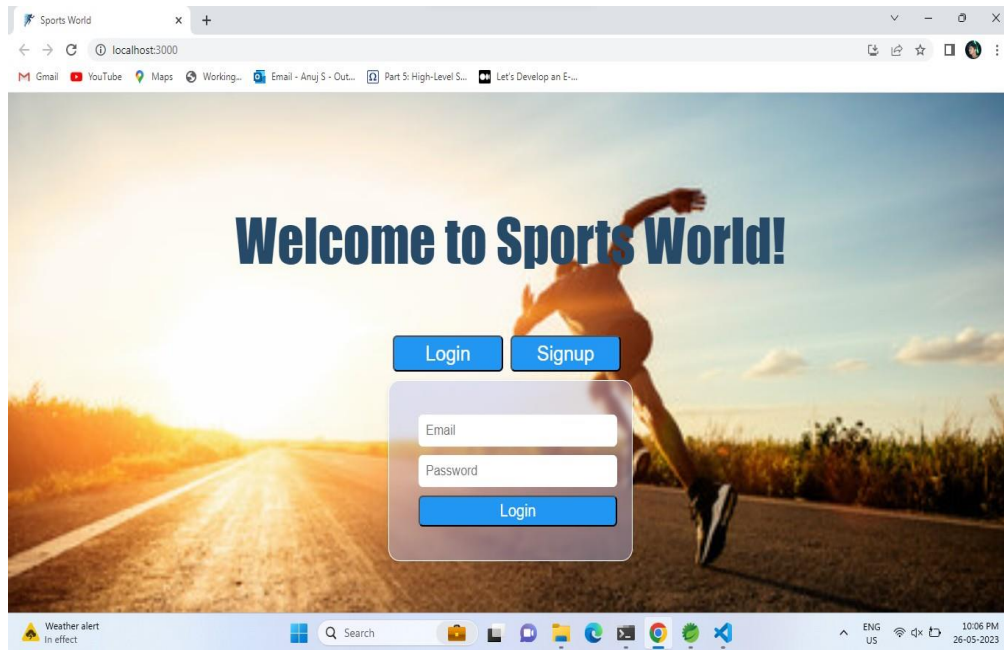 Sports World
localhost:3000
Gmail YouTube Maps Working... Email - Anuj S - Out... Part 5: High-Level S... Let's Develop an E-...
Welcome to Sports World!
Login Signup
Email
Password
Login
Weather alert
In effect
Search
ENG
US
10:06 PM
26-05-2023